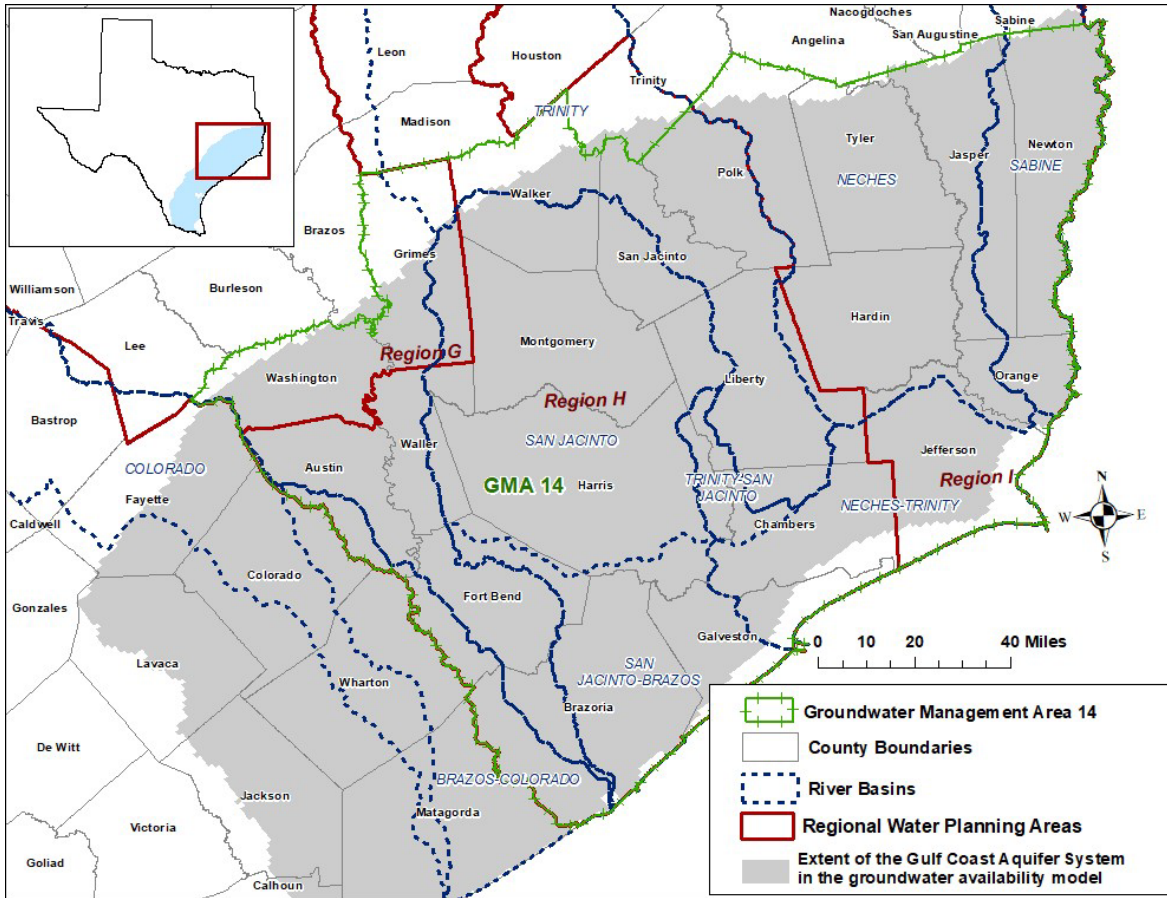 Nacogdoches
Sabine
San Augustine
Angelina
Leon
Houston
Trinity
TRINITY
Madison
Tyler
Newton
Jasper
Polk
SABINE
NECHES
Walker
Brazos
Grimes
San Jacinto
Williamson
Burleson
Travis
Lee
Hardin
Montgomery
Region G
Washington
Liberty
Orange
Bastrop
Region H
SAN JACINTO
Waller
Jefferson
COLORADO
Austin
Region I
TRINITY-SAN
JACINTO
GMA 14
Harris
Fayette
NECHES-TRINITY
Caldwell
Chambers
N
W
E
S
Colorado
Fort Bend
Gonzales
Galveston
0 10 20 40 Miles
Lavaca
SAN
JACINTO-BRAZOS
Wharton
Brazoria
De Witt
BRAZOS-COLORADO
Jackson
Matagorda
Victoria
Goliad
Calhoun
Groundwater Management Area 14
County Boundaries
River Basins
Regional Water Planning Areas
Extent of the Gulf Coast Aquifer System
in the groundwater availability model